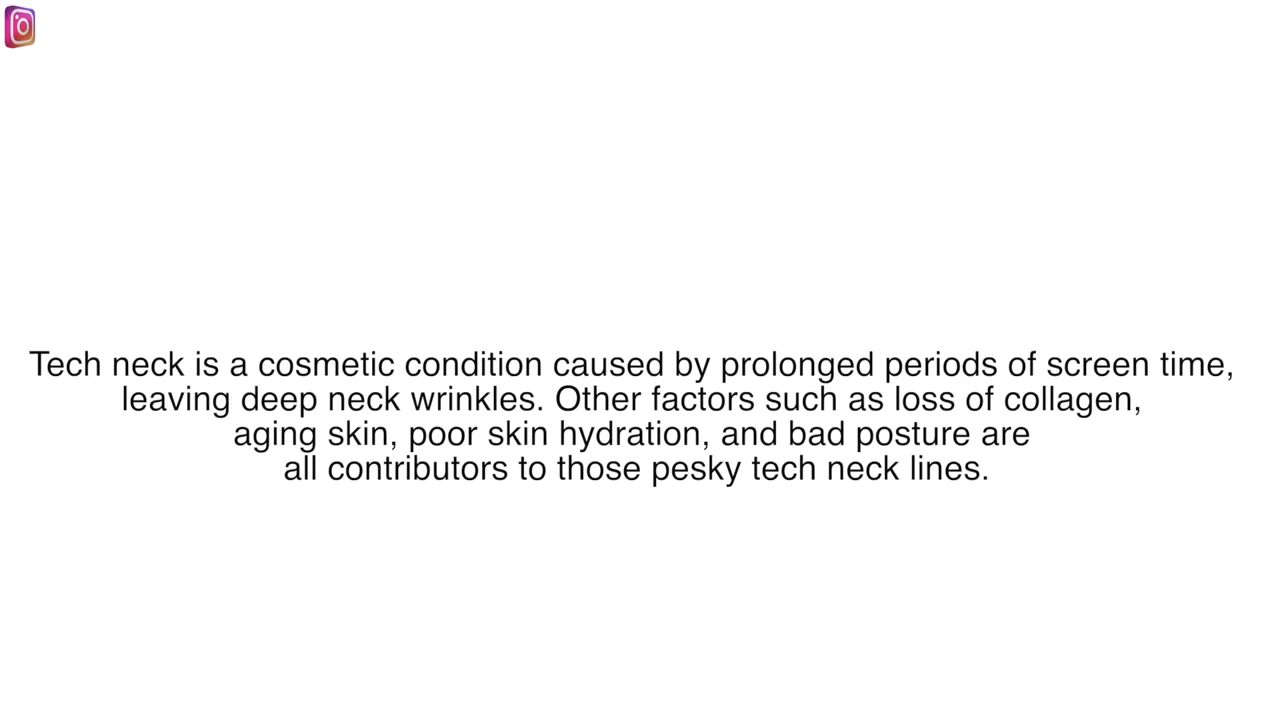 Tech neck is a cosmetic condition caused by prolonged periods of screen time,
leaving deep neck wrinkles. Other factors such as loss of collagen,
aging skin, poor skin hydration, and bad posture are
all contributors to those pesky tech neck lines.